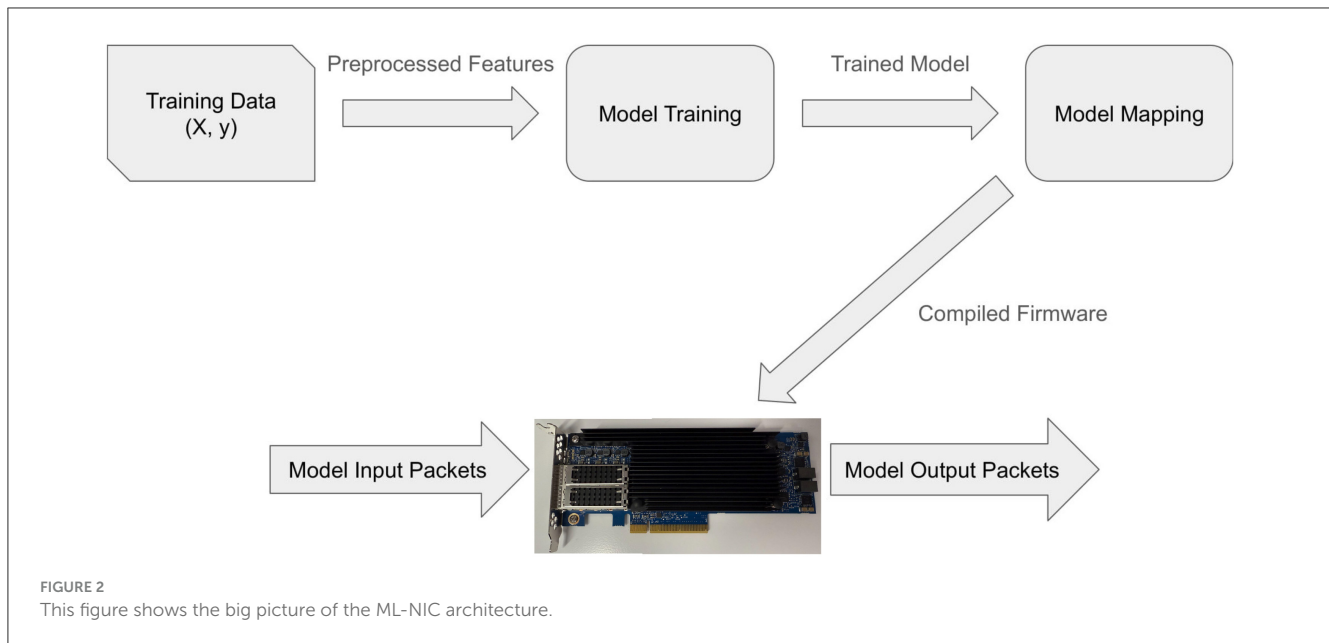 Preprocessed Features
Trained Model
Training Data
(X, y)
Model Training
Model Mapping
Compiled Firmware
Model Input Packets
Model Output Packets
FIGURE 2
This figure shows the big picture of the ML-NIC architecture.